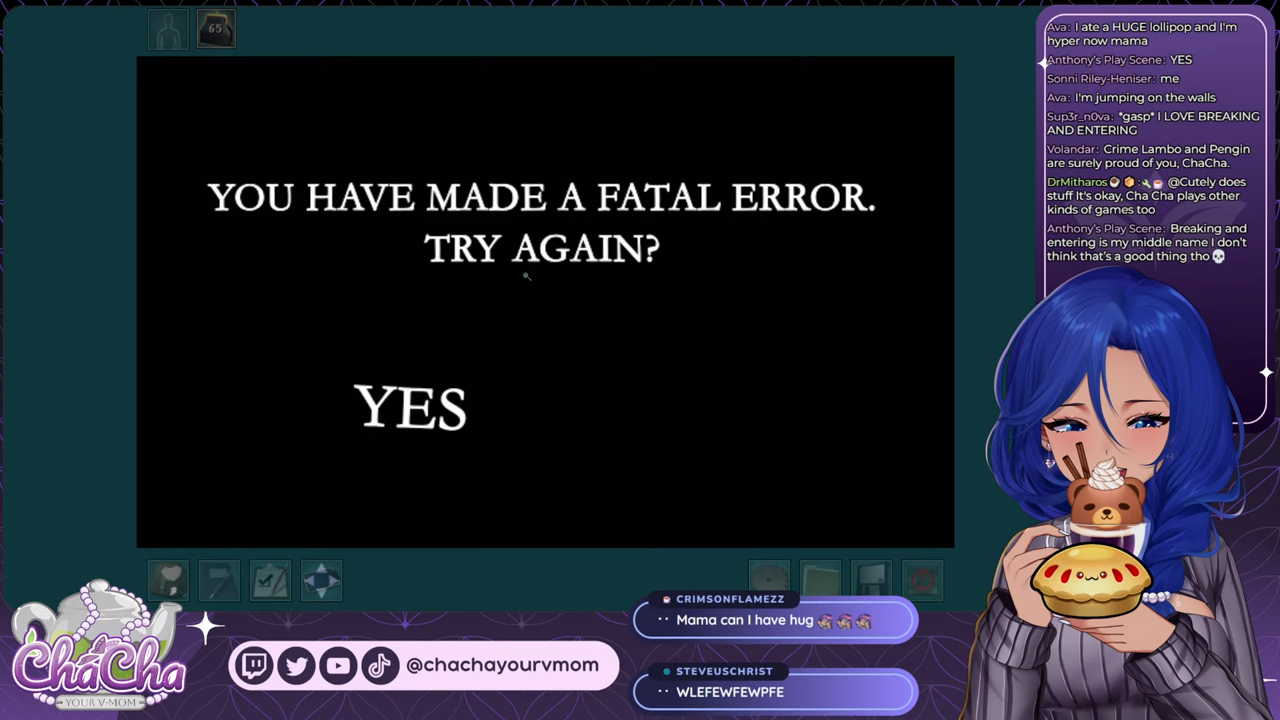 65
YOU HAVE MADE A FATAL ERROR.
TRY AGAIN?
YES
Ava: I ate a HUGE lollipop and I'm
hyper now mama
Anthony's Play Scene: YES
Sonni Riley-Heniser: me
Ava: I'm jumping on the walls
Sup3r_n0va: *gasp* I LOVE BREAKING
AND ENTERING
Volandar: Crime Lambo and Pengin
are surely proud of you, ChaCha.
DrMitharos : @Cutely does
stuff It's okay, Cha Cha plays other
kinds of games too
Anthony's Play Scene: Breaking and
entering is my middle name I don't
think that's a good thing tho
ChaCha
YOUR V-MOM
@chachayourvmom
CRIMSONFLAMEZZ
Mama can I have hug
STEVEUSCHRIST
WLEFEWFEWPFE